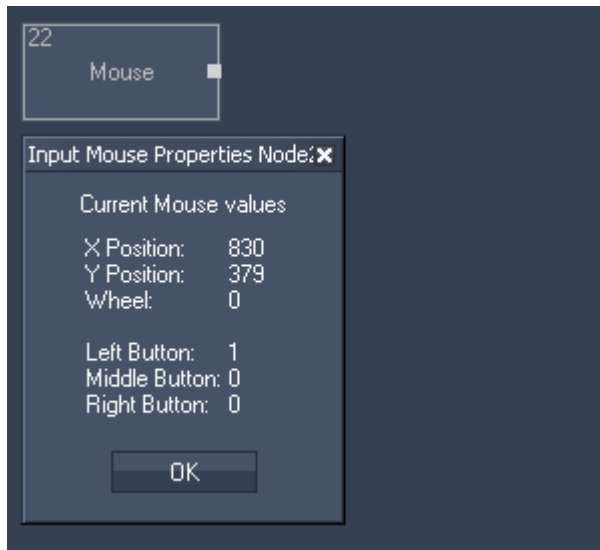 22
Mouse
Input Mouse Properties Node
Current Mouse values
X Position: 830
Y Position: 379
Wheel: 0
Left Button: 1
Middle Button: 0
Right Button: 0
OK